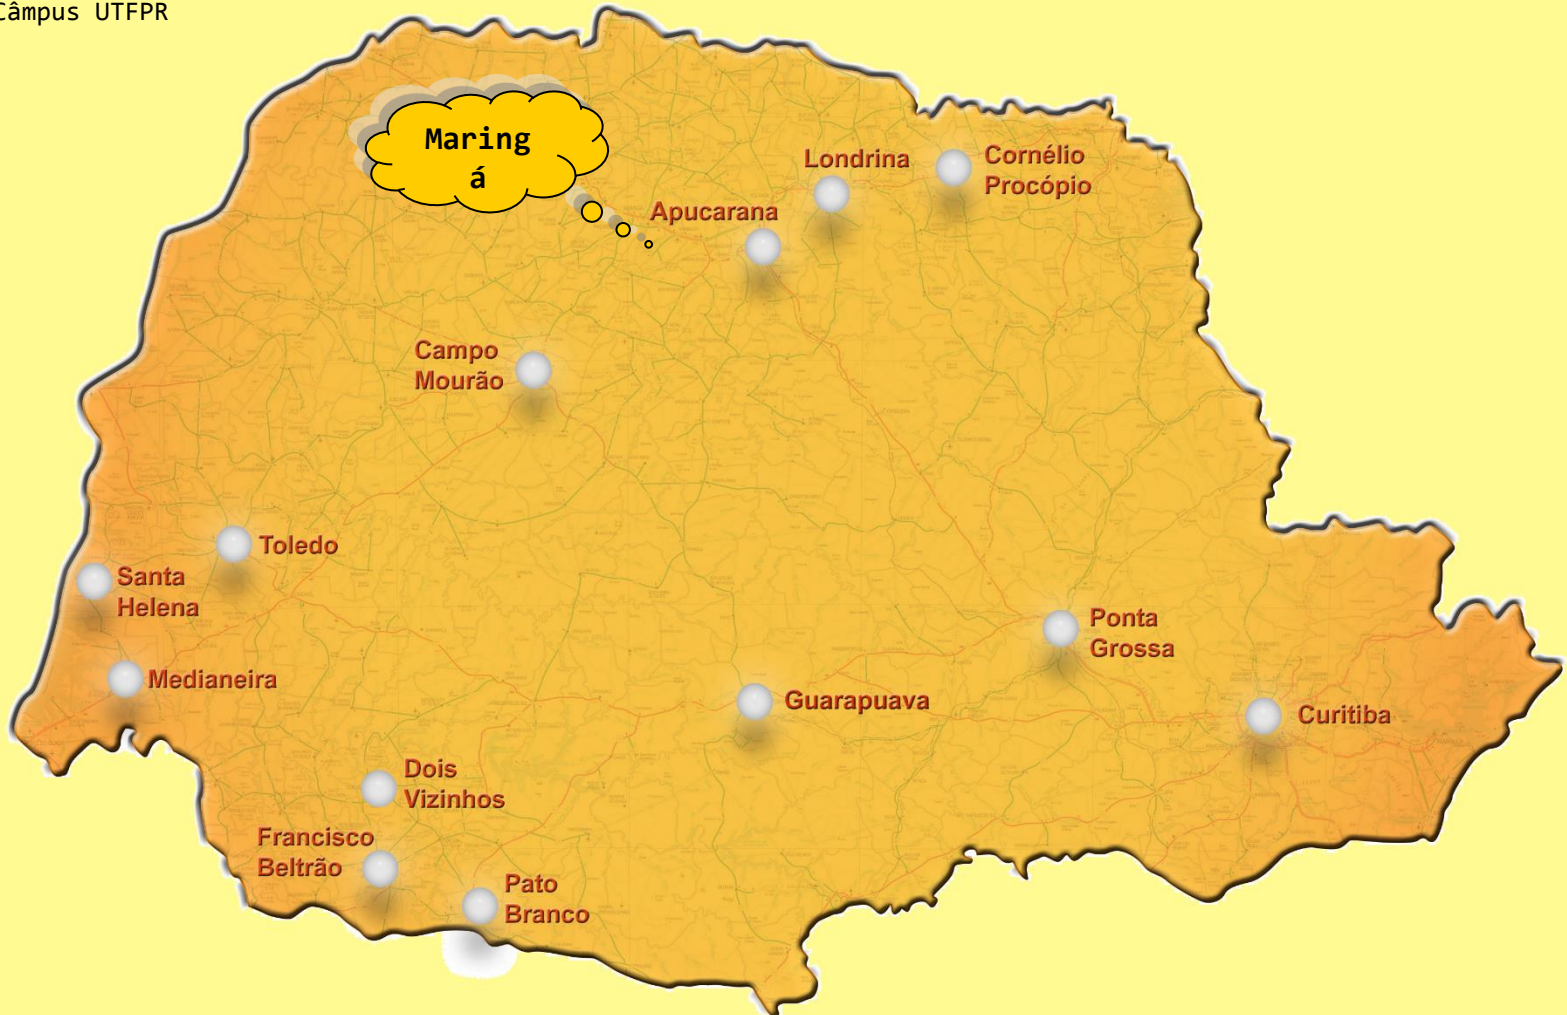 Câmpus UTFPR
Maring
á
Londrina
Cornélio
Procópio
Apucarana
Campo
Mourão
Toledo
Santa
Helena
Medianeira
Ponta
Grossa
Guarapuava
Curitiba
Dois
Vizinhos
Francisco
Beltrão
Pato
Branco